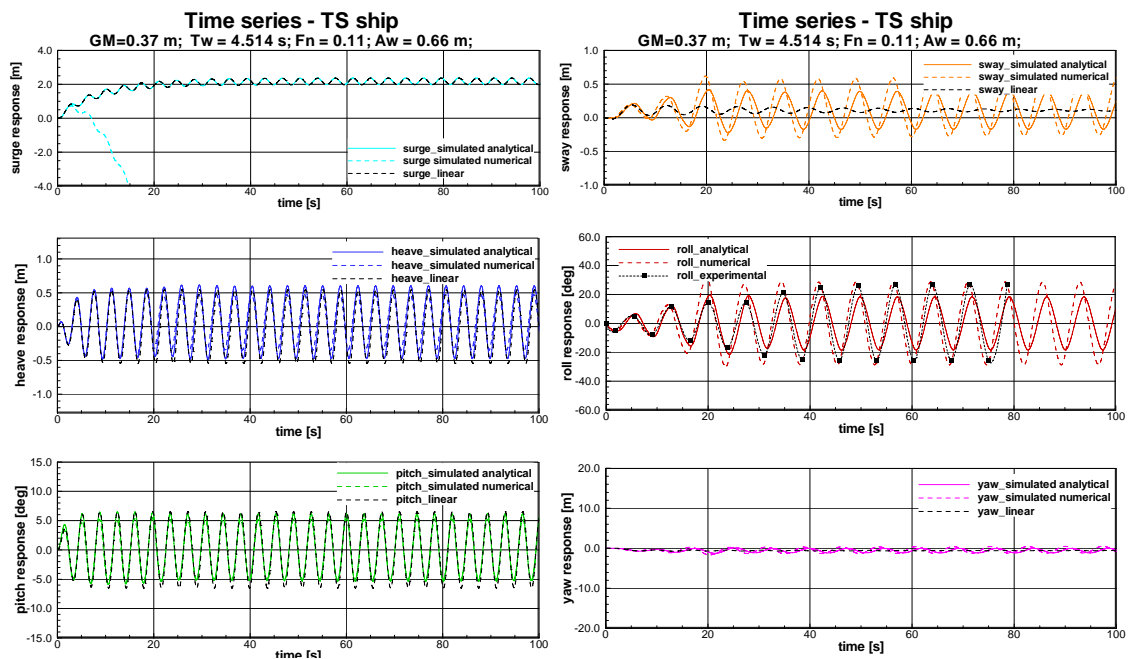 Time series - TS ship
GM=0.37 m; Tw = 4.514 s; Fn = 0.11; Aw = 0.66 m;
surge response [m]
4.0
2.0
0.0
-2.0
-4.0
surge_simulated analytical
surge simulated numerical
surge_linear
0 20 40 60 80 100
time [s]
heave response [m]
1.0
0.5
0.0
-0.5
-1.0
heave_simulated analytical
heave_simulated numerical
heave_linear
0 20 40 60 80 100
time [s]
pitch response [deg]
15.0
10.0
5.0
0.0
-5.0
-10.0
-15.0
pitch_simulated analytical
pitch_simulated numerical
pitch_linear
0 20 40 60 80 100
time [s]
Time series - TS ship
GM=0.37 m; Tw = 4.514 s; Fn = 0.11; Aw = 0.66 m;
sway response [m]
1.0
0.5
0.0
-0.5
-1.0
sway_simulated analytical
sway_simulated numerical
sway_linear
0 20 40 60 80 100
time [s]
roll response [deg]
60.0
40.0
20.0
0.0
-20.0
-40.0
-60.0
roll_analytical
roll_numerical
roll_experimental
0 20 40 60 80 100
time [s]
yaw response [m]
20.0
10.0
0.0
-10.0
-20.0
yaw_simulated analytical
yaw_simulated numerical
yaw_linear
0 20 40 60 80 100
time [s]